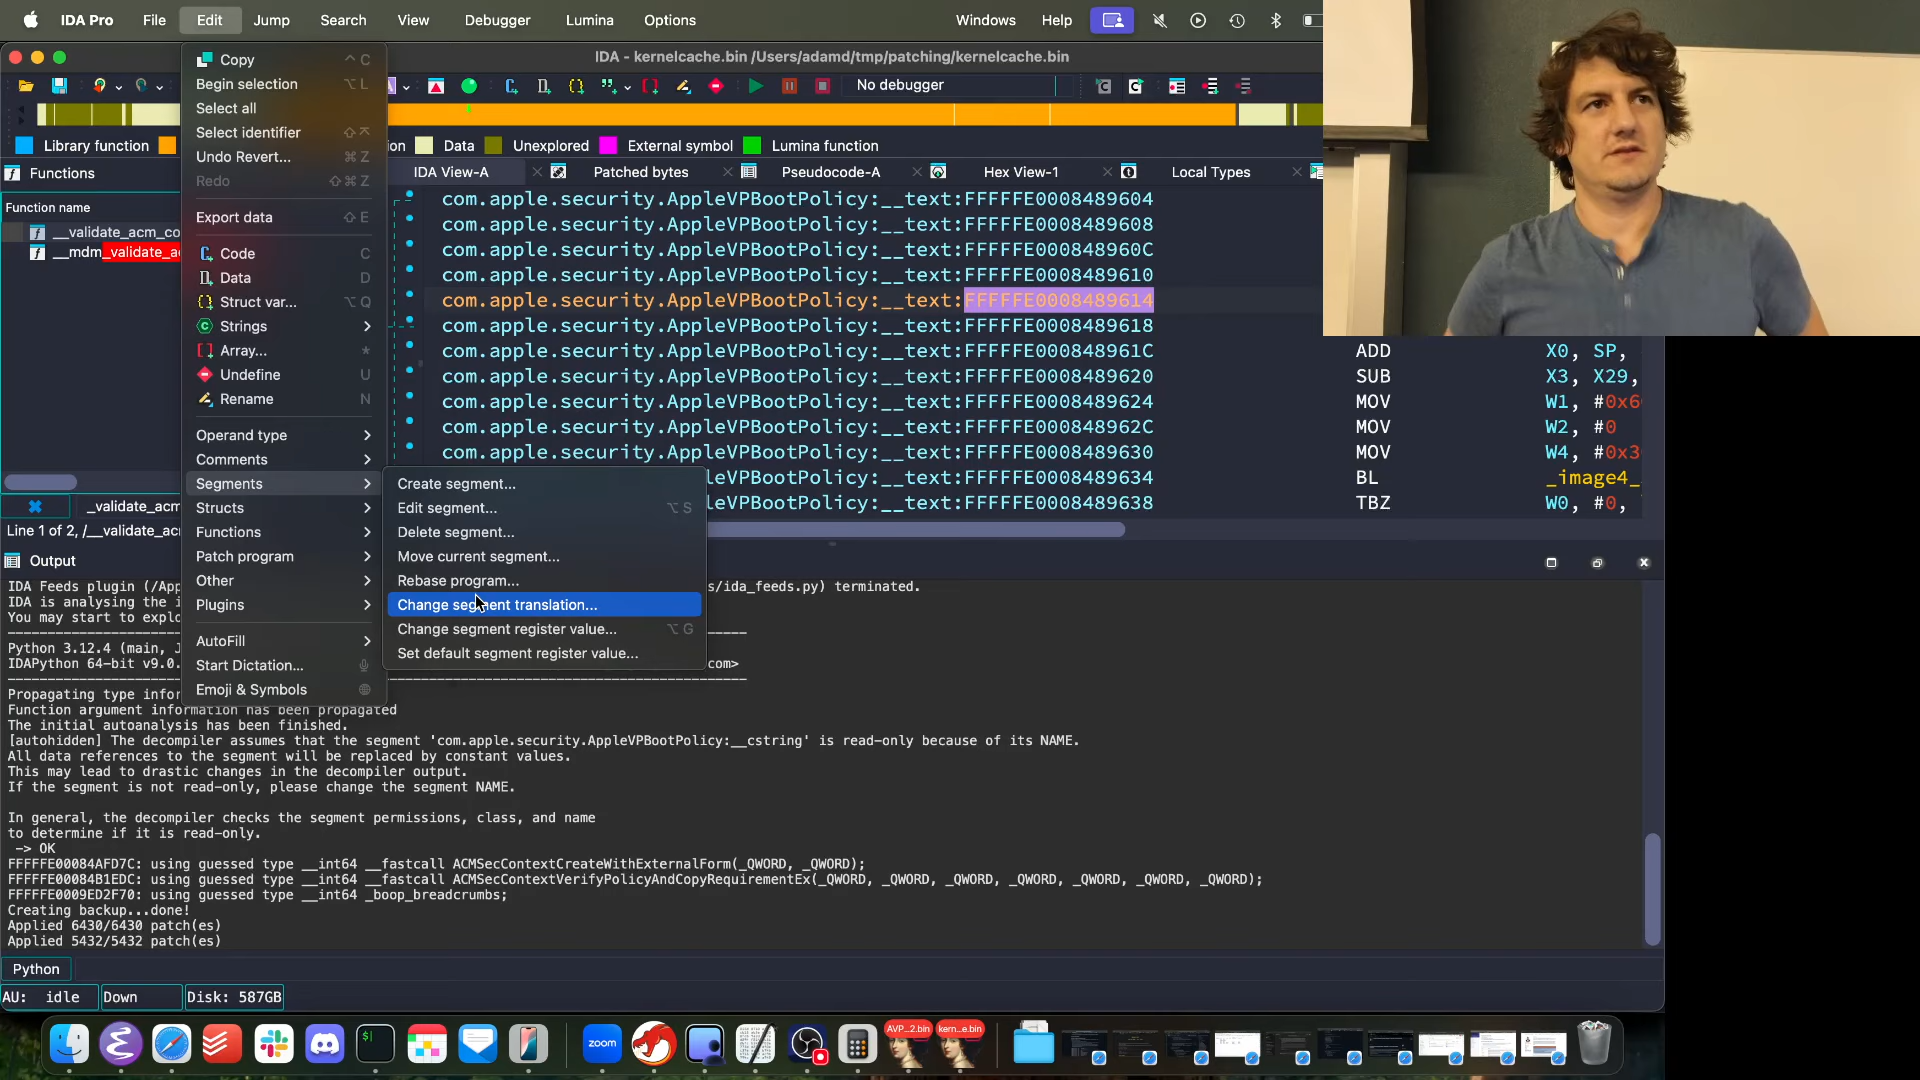 IDA Pro File Edit Jump Search View Debugger Lumina Options Windows Help
IDA - kernelcache.bin /Users/adamd/tmp/patching/kernelcache.bin
No debugger
Library function
on Data Unexplored External symbol Lumina function
Functions
IDA View-A Patched bytes Pseudocode-A Hex View-1 Local Types
Function name
__validate_acm_co
__mdm_validate_ac
Copy ^ C
Begin selection ⌥ L
Select all
Select identifier
Undo Revert... ⌘ Z
Redo ⇧ ⌘ Z
Export data ⇧ E
Code C
Data D
Struct var... ⌥ Q
Strings
Array... *
Undefine U
Rename N
Operand type
Comments
Segments
Structs
Functions
Patch program
Other
Plugins
AutoFill
Start Dictation...
Emoji & Symbols
Create segment...
Edit segment... ⌥ S
Delete segment...
Move current segment...
Rebase program...
Change segment translation...
Change segment register value... ⌥ G
Set default segment register value...
com.apple.security.AppleVPBootPolicy:__text:FFFFFE0008489604
com.apple.security.AppleVPBootPolicy:__text:FFFFFE0008489608
com.apple.security.AppleVPBootPolicy:__text:FFFFFE000848960C
com.apple.security.AppleVPBootPolicy:__text:FFFFFE0008489610
com.apple.security.AppleVPBootPolicy:__text:FFFFFE0008489614
com.apple.security.AppleVPBootPolicy:__text:FFFFFE0008489618
com.apple.security.AppleVPBootPolicy:__text:FFFFFE000848961C ADD X0, SP,
com.apple.security.AppleVPBootPolicy:__text:FFFFFE0008489620 SUB X3, X29,
com.apple.security.AppleVPBootPolicy:__text:FFFFFE0008489624 MOV W1, #0x6
com.apple.security.AppleVPBootPolicy:__text:FFFFFE000848962C MOV W2, #0
com.apple.security.AppleVPBootPolicy:__text:FFFFFE0008489630 MOV W4, #0x3
lcom.apple.security.AppleVPBootPolicy:__text:FFFFFE0008489634 BL _image4_
leVPBootPolicy:__text:FFFFFE0008489638 TBZ W0, #0,
_validate_acm
Line 1 of 2, /__validate_ac
Output
IDA Feeds plugin (/App s/ida_feeds.py) terminated.
IDA is analysing the i
You may start to explo
Python 3.12.4 (main, J
IDAPython 64-bit v9.0. com>
Propagating type infor
Function argument information has been propagated
The initial autoanalysis has been finished.
[autohidden] The decompiler assumes that the segment 'com.apple.security.AppleVPBootPolicy:__cstring' is read-only because of its NAME.
All data references to the segment will be replaced by constant values.
This may lead to drastic changes in the decompiler output.
If the segment is not read-only, please change the segment NAME.
In general, the decompiler checks the segment permissions, class, and name
to determine if it is read-only.
-> OK
FFFFFE00084AFD7C: using guessed type __int64 __fastcall ACMSecContextCreateWithExternalForm(_QWORD, _QWORD);
FFFFFE00084B1EDC: using guessed type __int64 __fastcall ACMSecContextVerifyPolicyAndCopyRequirementEx(_QWORD, _QWORD, _QWORD, _QWORD, _QWORD, _QWORD, _QWORD);
FFFFFE0009ED2F70: using guessed type __int64 _boop_breadcrumbs;
Creating backup...done!
Applied 6430/6430 patch(es)
Applied 5432/5432 patch(es)
Python
AU: idle Down Disk: 587GB
zoom AVP...2.bin kern...e.bin